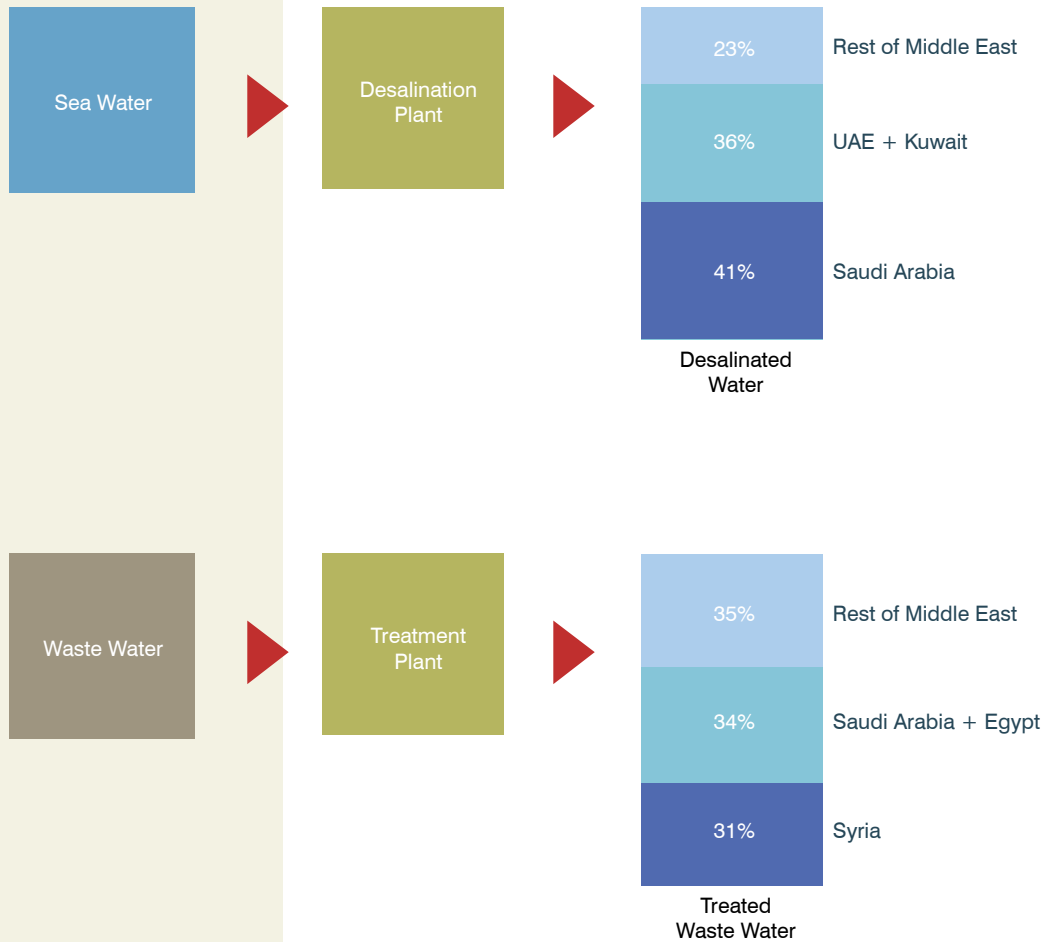 Sea Water
Desalination
Plant
23%
Rest of Middle East
36%
UAE + Kuwait
41%
Saudi Arabia
Desalinated
Water
Waste Water
Treatment
Plant
35%
Rest of Middle East
34%
Saudi Arabia + Egypt
31%
Syria
Treated
Waste Water